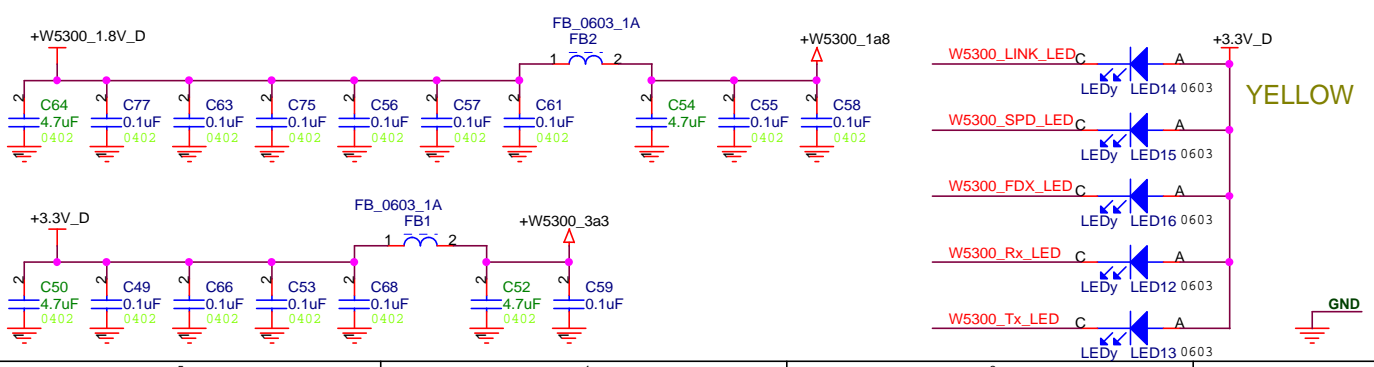 FB_0603_1A
+W5300_1.8V_D
FB2
+W5300_1a8
1
2
2 C64 4.7uF 0402
2 C77 0.1uF 0402
2 C63 0.1uF 0402
2 C75 0.1uF 0402
2 C56 0.1uF 0402
2 C57 0.1uF 0402
2 C61 0.1uF 0402
2 C54 4.7uF
2 C55 0.1uF 0402
2 C58 0.1uF 0402
FB_0603_1A
+3.3V_D
FB1
+W5300_3a3
1
2
2 C50 4.7uF 0402
2 C49 0.1uF 0402
2 C66 0.1uF 0402
2 C53 0.1uF 0402
2 C68 0.1uF 0402
2 C52 4.7uF 0402
2 C59 0.1uF
+3.3V_D
W5300_LINK_LED C A
LEDy LED14 0603
YELLOW
W5300_SPD_LED C A
LEDy LED15 0603
W5300_FDX_LED C A
LEDy LED16 0603
W5300_Rx_LED C A
LEDy LED12 0603
W5300_Tx_LED C A
LEDy LED13 0603
GND